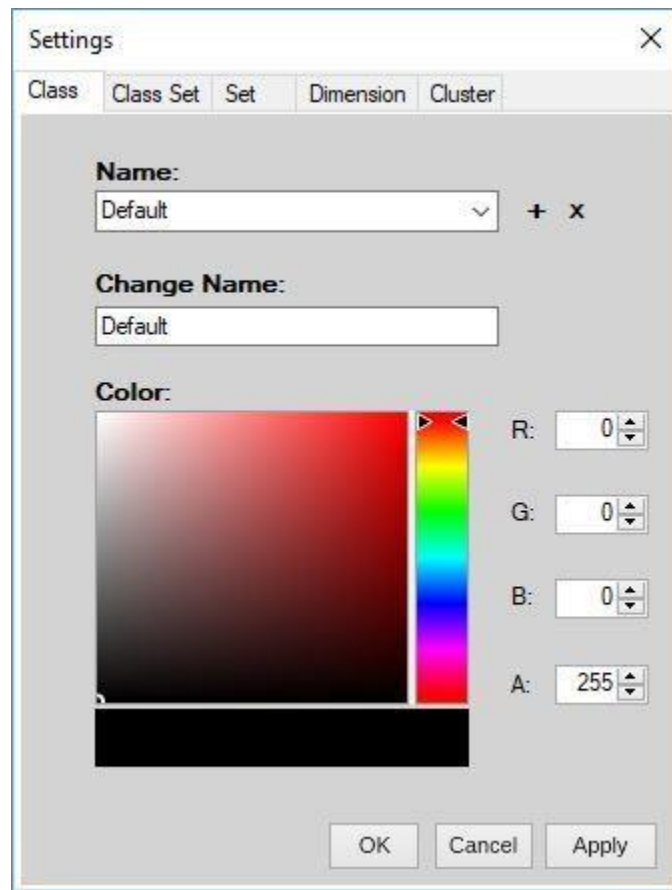 Settings
Class Class Set Set Dimension Cluster
Name:
Default + x
Change Name:
Default
Color:
R: 0
G: 0
B: 0
A: 255
OK Cancel Apply